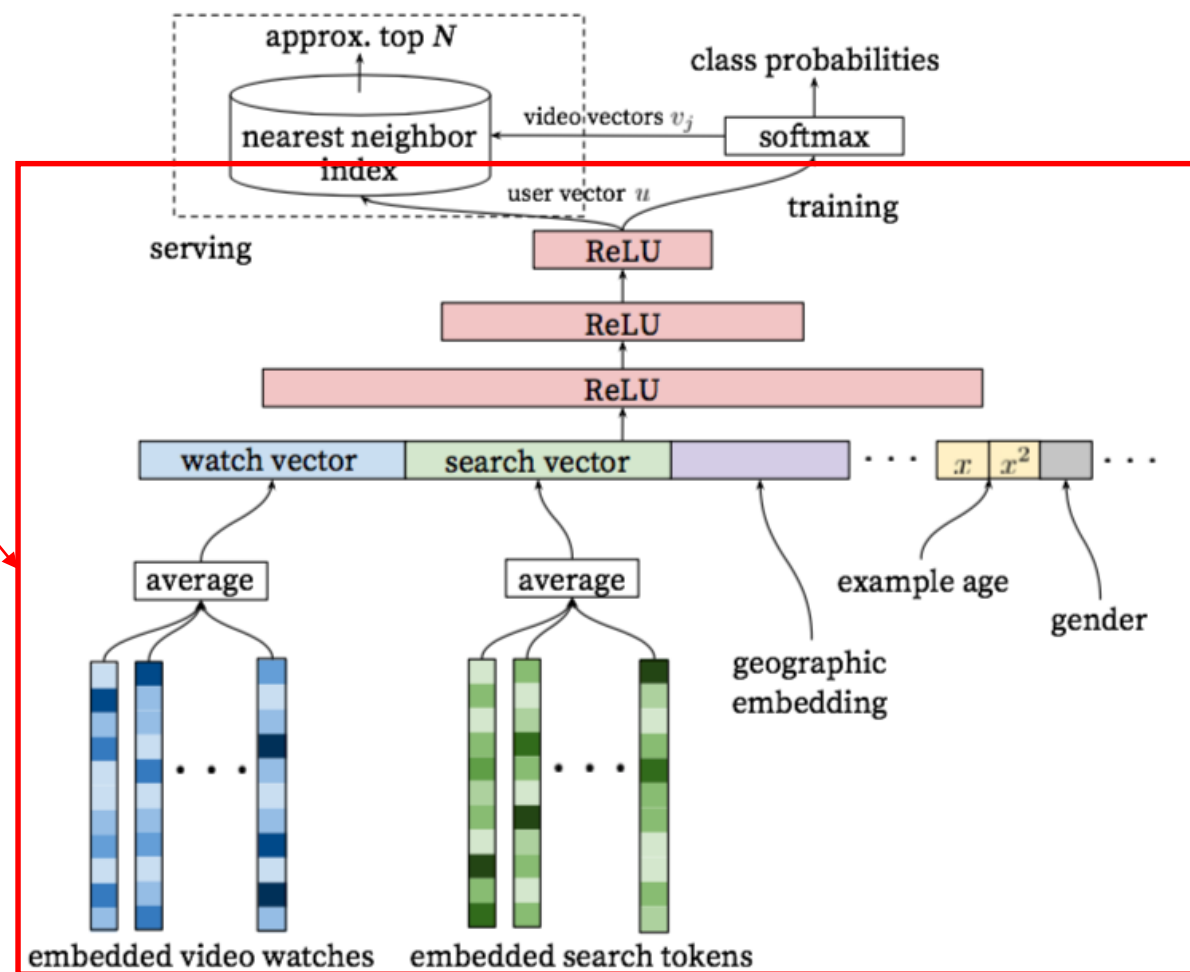 approx. top N
class probabilities
nearest neighbor
index
video vectors v_j
softmax
user vector u
training
serving
ReLU
ReLU
ReLU
watch vector
search vector
. . .
x
x²
. . .
average
average
example age
gender
geographic
embedding
. . .
. . .
embedded video watches
embedded search tokens